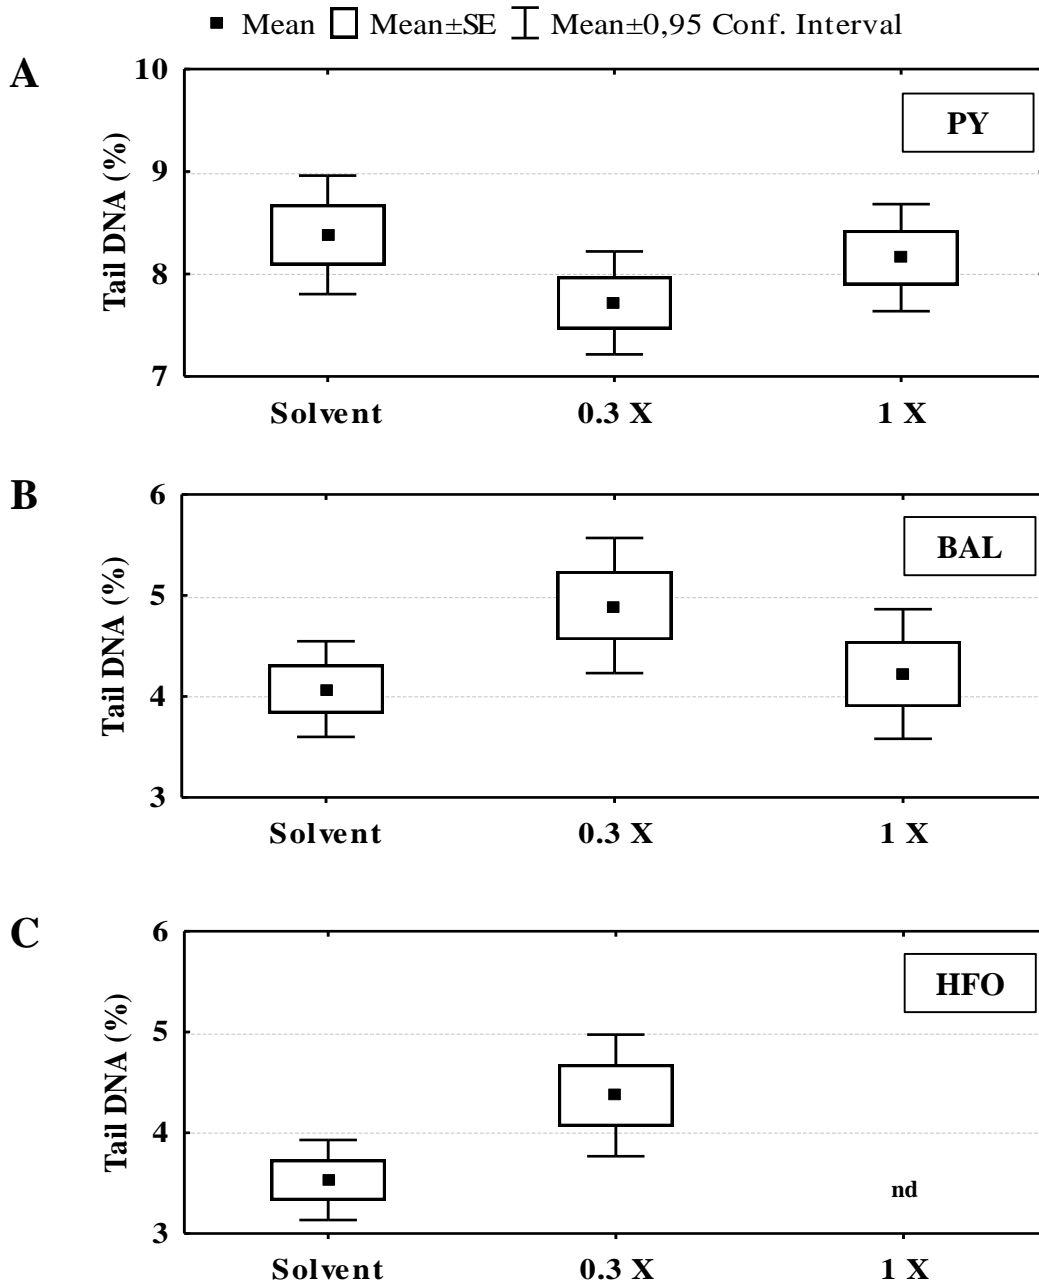 Mean Mean±SE Mean±0,95 Conf. Interval
A
10
9
8
7
Tail DNA (%)
PY
Solvent 0.3 X 1 X
B
6
5
4
3
Tail DNA (%)
BAL
Solvent 0.3 X 1 X
C
6
5
4
3
Tail DNA (%)
HFO
nd
Solvent 0.3 X 1 X